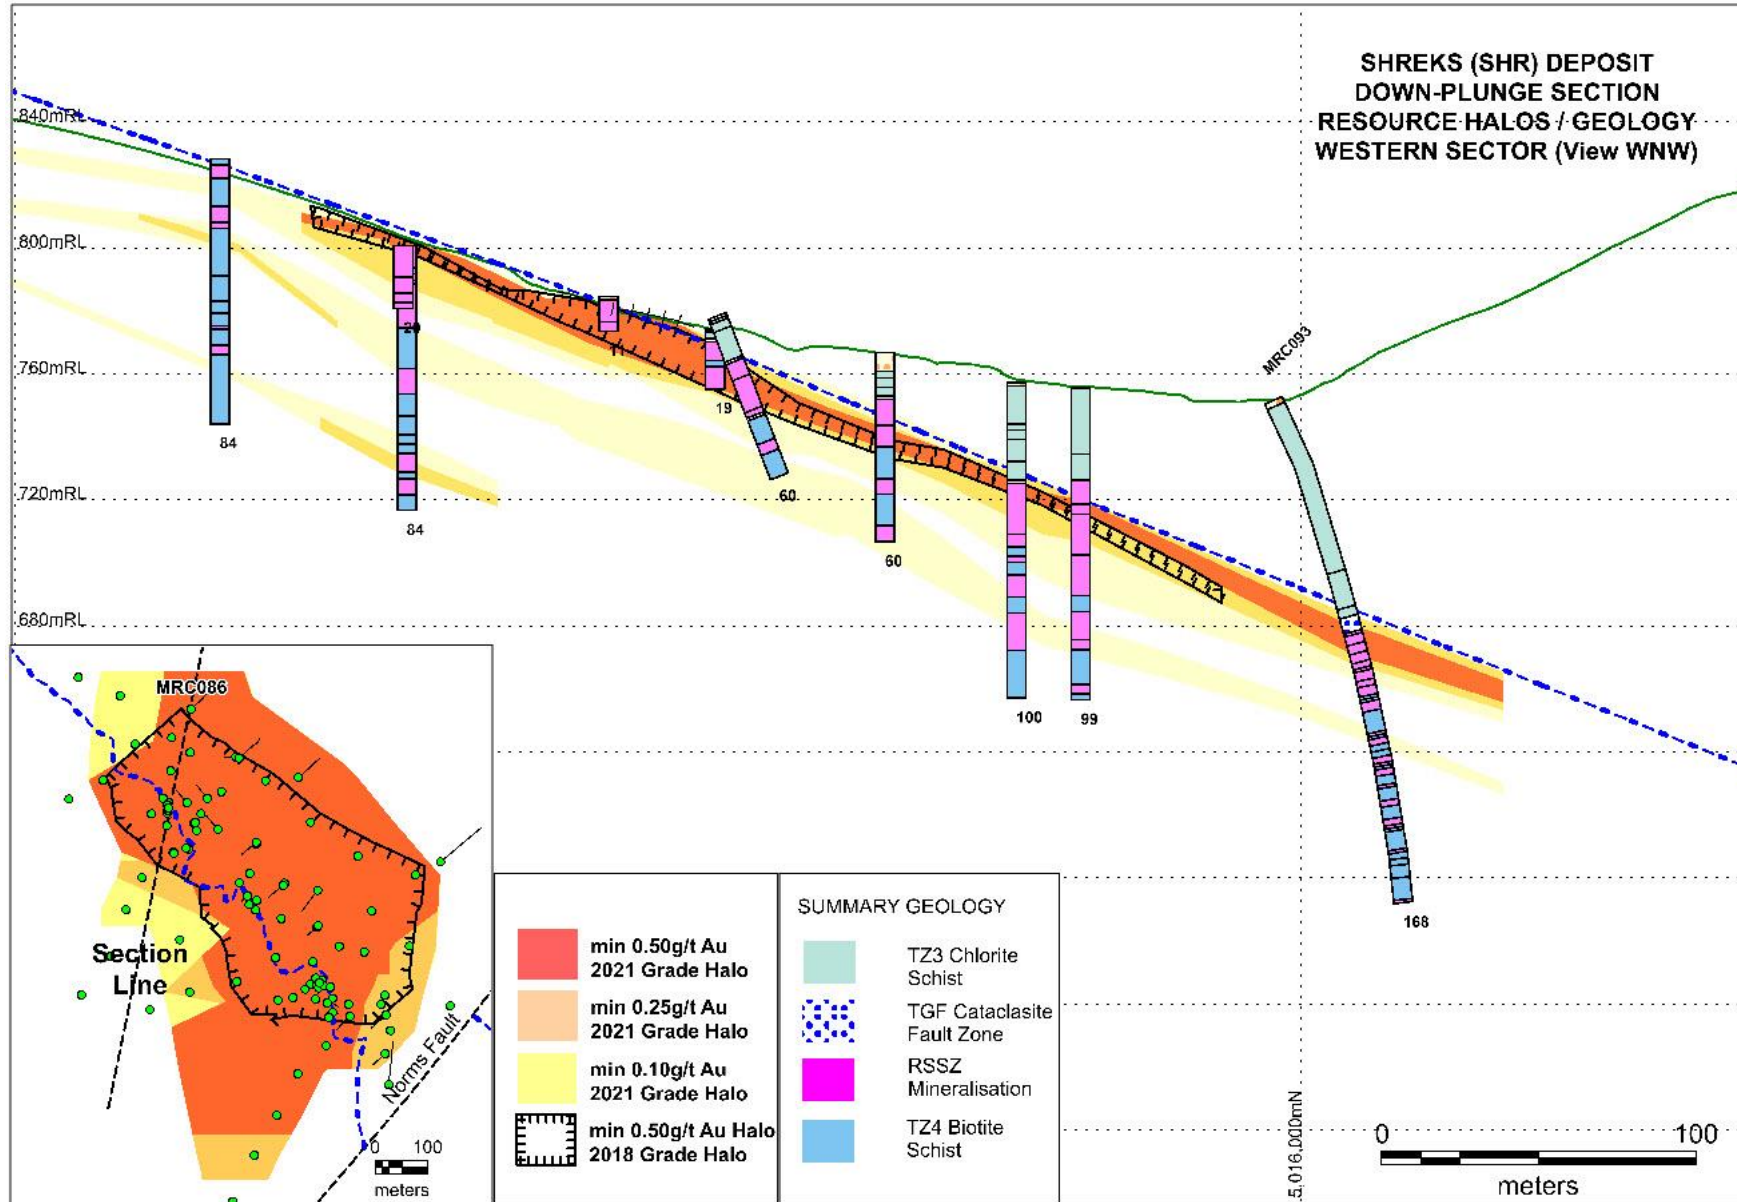 SHREKS (SHR) DEPOSIT
DOWN-PLUNGE SECTION
RESOURCE HALOS / GEOLOGY
WESTERN SECTOR (View WNW)
840mRL
800mRL
760mRL
720mRL
680mRL
MRC093
84
20
84
11
19
60
60
100
99
168
5,016,000mN
MRC086
Section
Line
Norms Fault
0 100
meters
min 0.50g/t Au
2021 Grade Halo
min 0.25g/t Au
2021 Grade Halo
min 0.10g/t Au
2021 Grade Halo
min 0.50g/t Au Halo
2018 Grade Halo
SUMMARY GEOLOGY
TZ3 Chlorite
Schist
TGF Cataclasite
Fault Zone
RSSZ
Mineralisation
TZ4 Biotite
Schist
0 100
meters